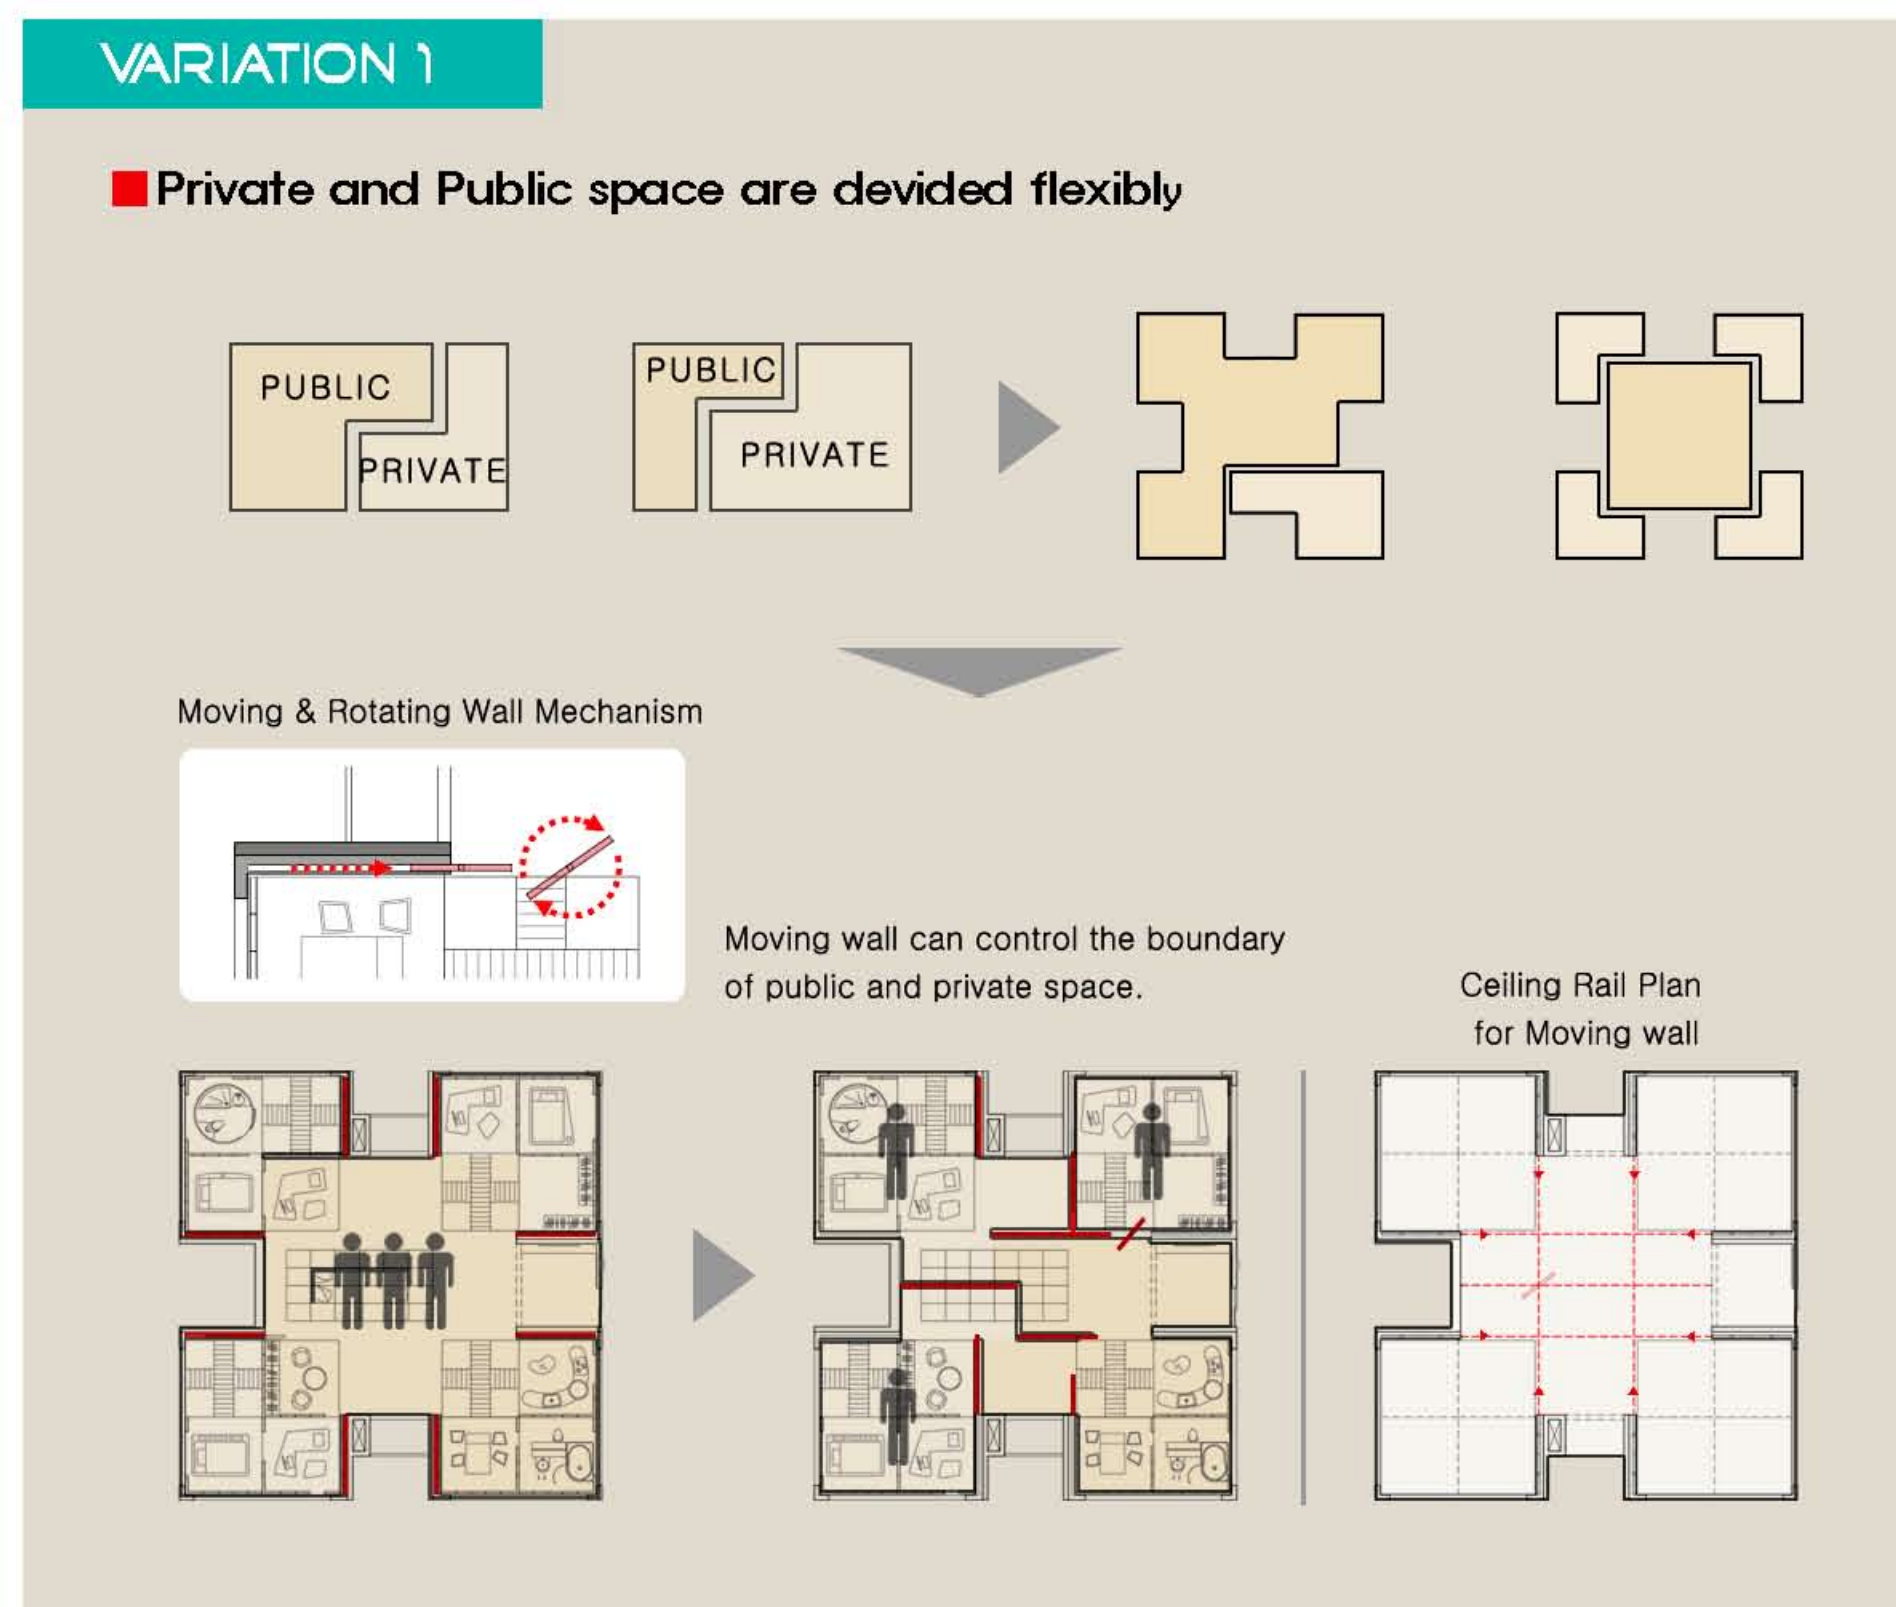 VARIATION 1
Private and Public space are devided flexibly
PUBLIC
PRIVATE
PUBLIC
PRIVATE
Moving & Rotating Wall Mechanism
Moving wall can control the boundary
of public and private space.
Ceiling Rail Plan
for Moving wall